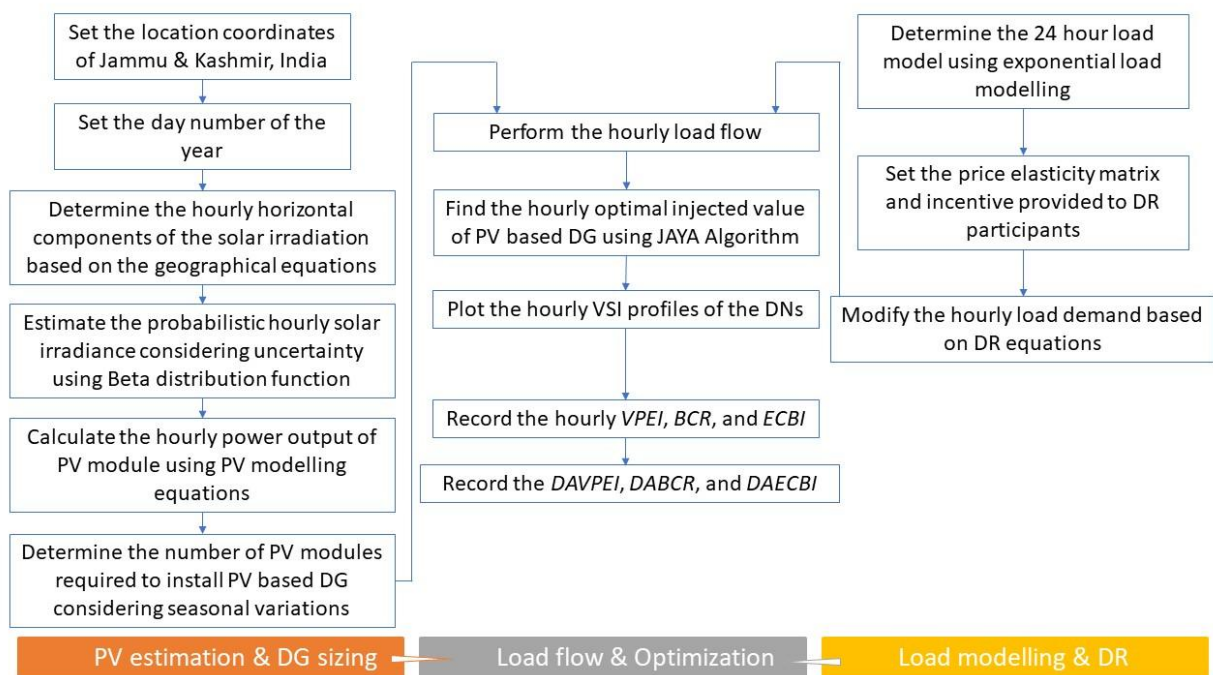 Set the location coordinates
of Jammu & Kashmir, India
Set the day number of the
year
Determine the hourly horizontal
components of the solar irradiation
based on the geographical equations
Estimate the probabilistic hourly solar
irradiance considering uncertainty
using Beta distribution function
Calculate the hourly power output of
PV module using PV modelling
equations
Determine the number of PV modules
required to install PV based DG
considering seasonal variations
PV estimation & DG sizing
Perform the hourly load flow
Find the hourly optimal injected value
of PV based DG using JAYA Algorithm
Plot the hourly VSI profiles of the DNs
Record the hourly VPEI, BCR, and ECBI
Record the DAVPEI, DABCR, and DAECBI
Load flow & Optimization
Determine the 24 hour load
model using exponential load
modelling
Set the price elasticity matrix
and incentive provided to DR
participants
Modify the hourly load demand based
on DR equations
Load modelling & DR